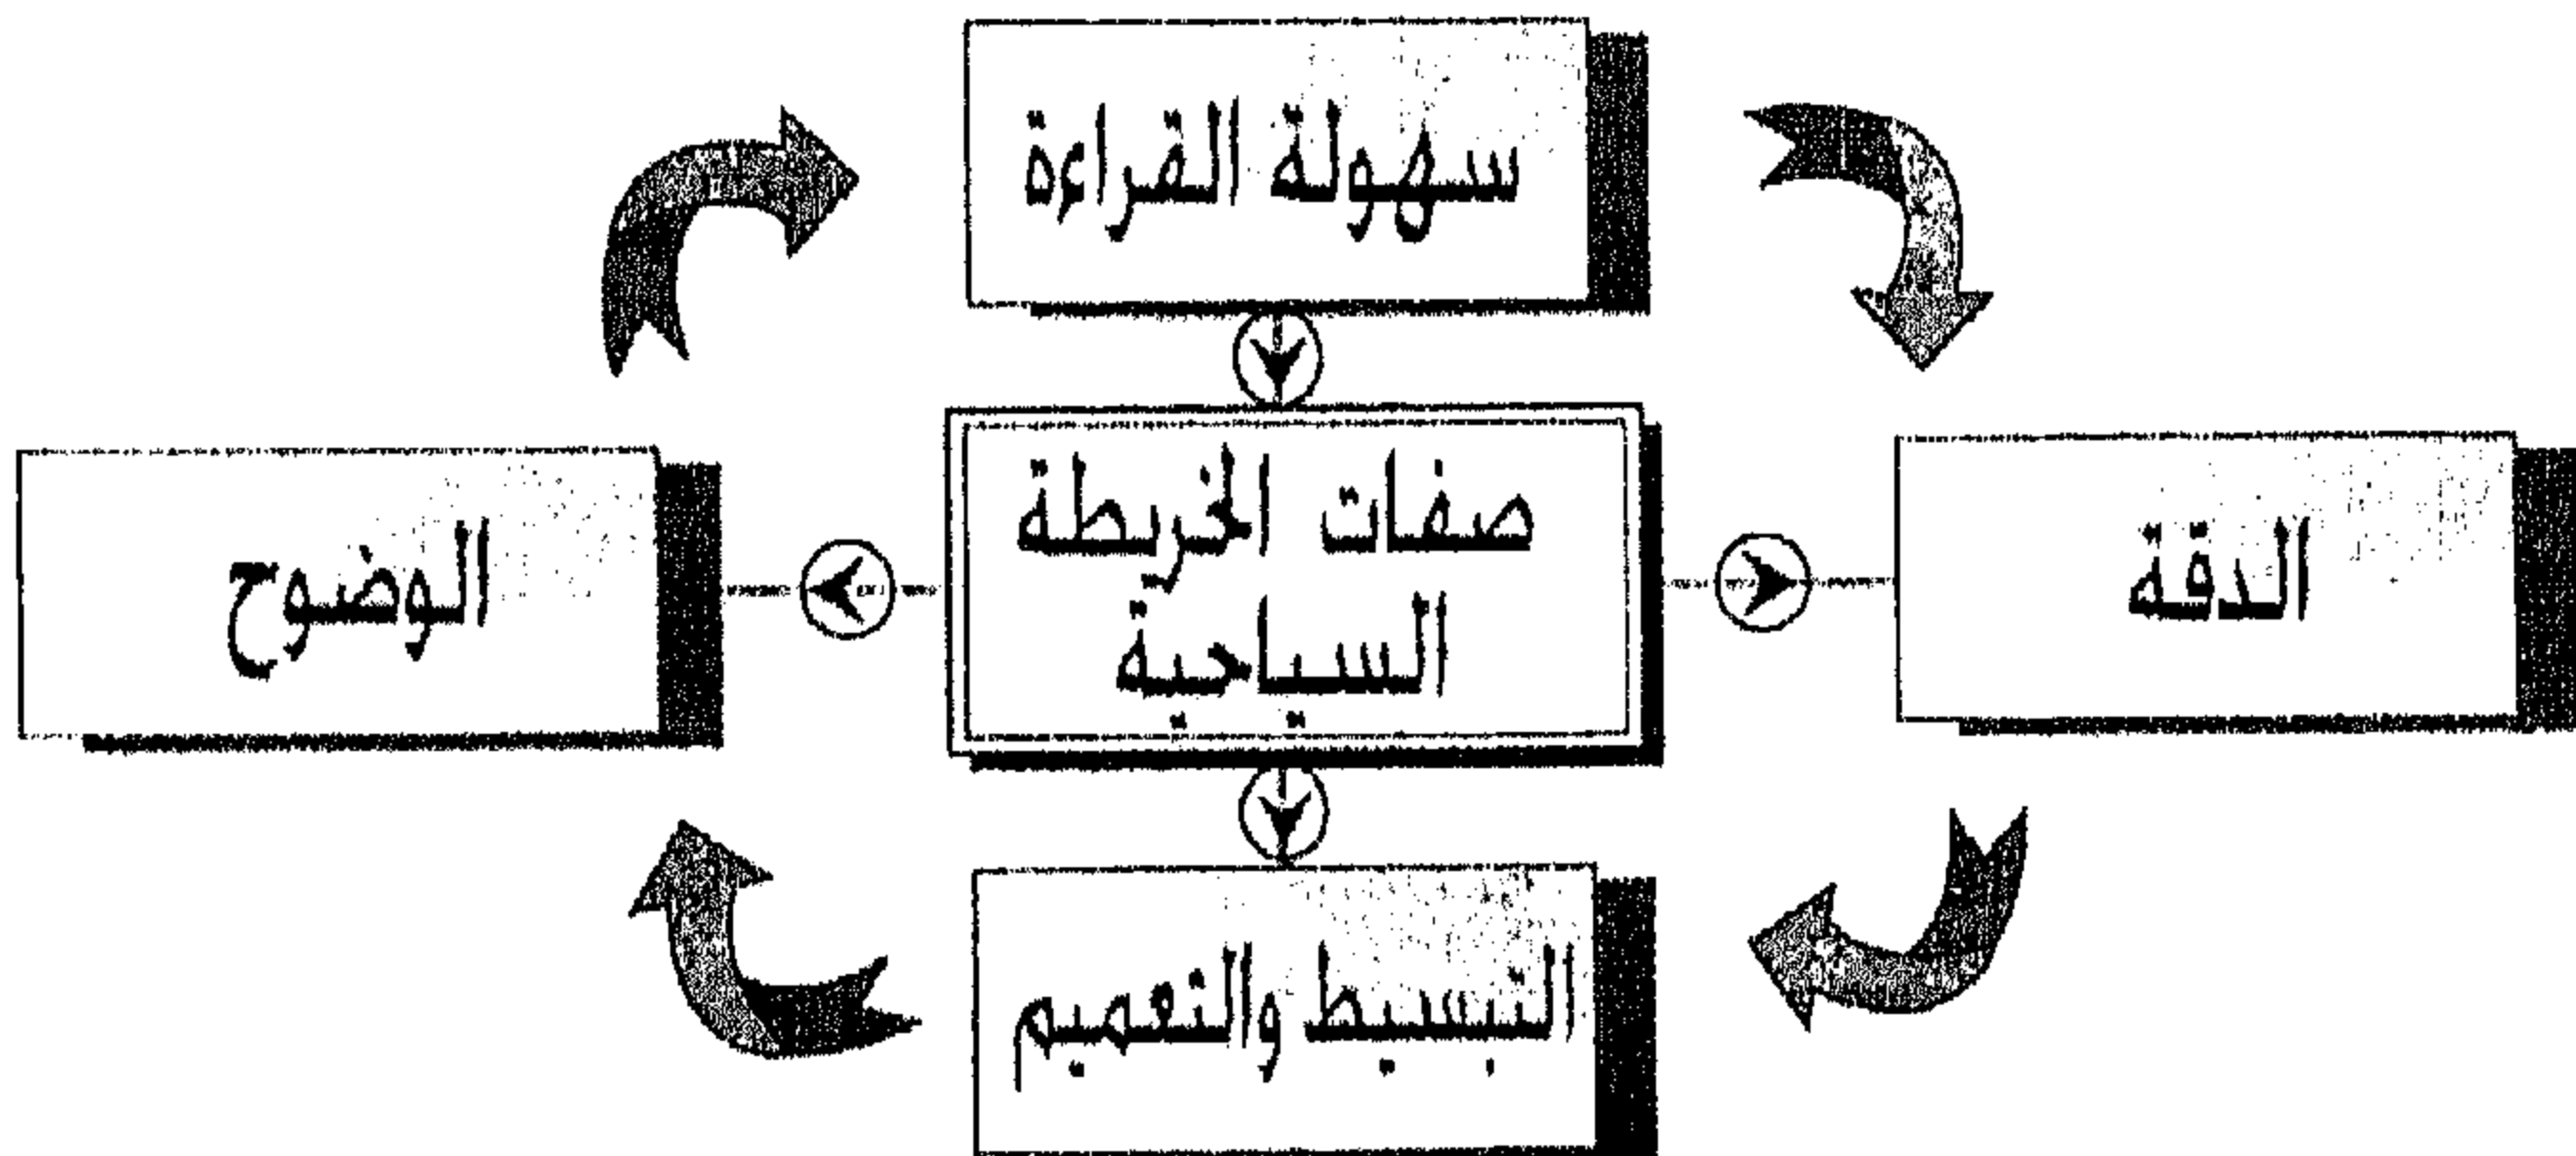 سهولة القراءة
صفات الخريطة
السياحية
الدقة
الوضوح
التبسيط والتعميم